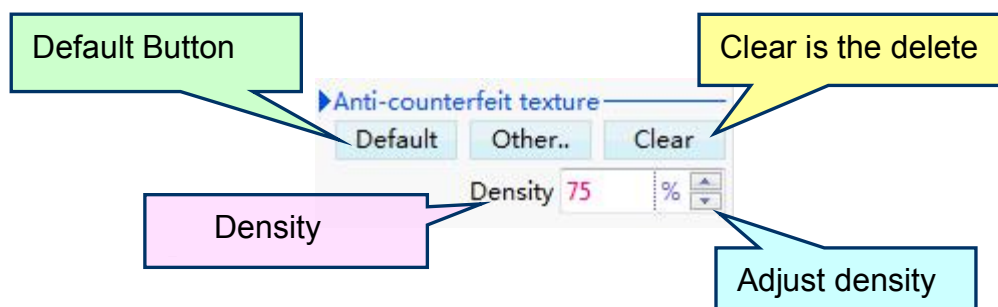 Default Button
Clear is the delete
Anti-counterfeit texture
Default Other.. Clear
Density 75 %
Density
Adjust density